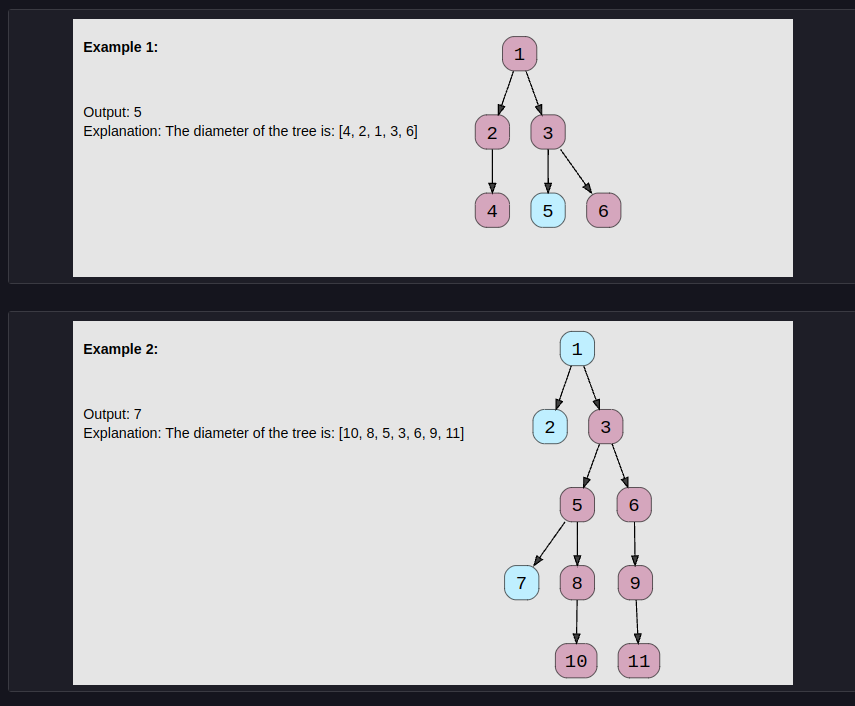 Example 1:
1
Output: 5
Explanation: The diameter of the tree is: [4, 2, 1, 3, 6]
2 3
4 5 6
Example 2:
1
Output: 7
Explanation: The diameter of the tree is: [10, 8, 5, 3, 6, 9, 11]
2 3
5 6
7 8 9
10 11